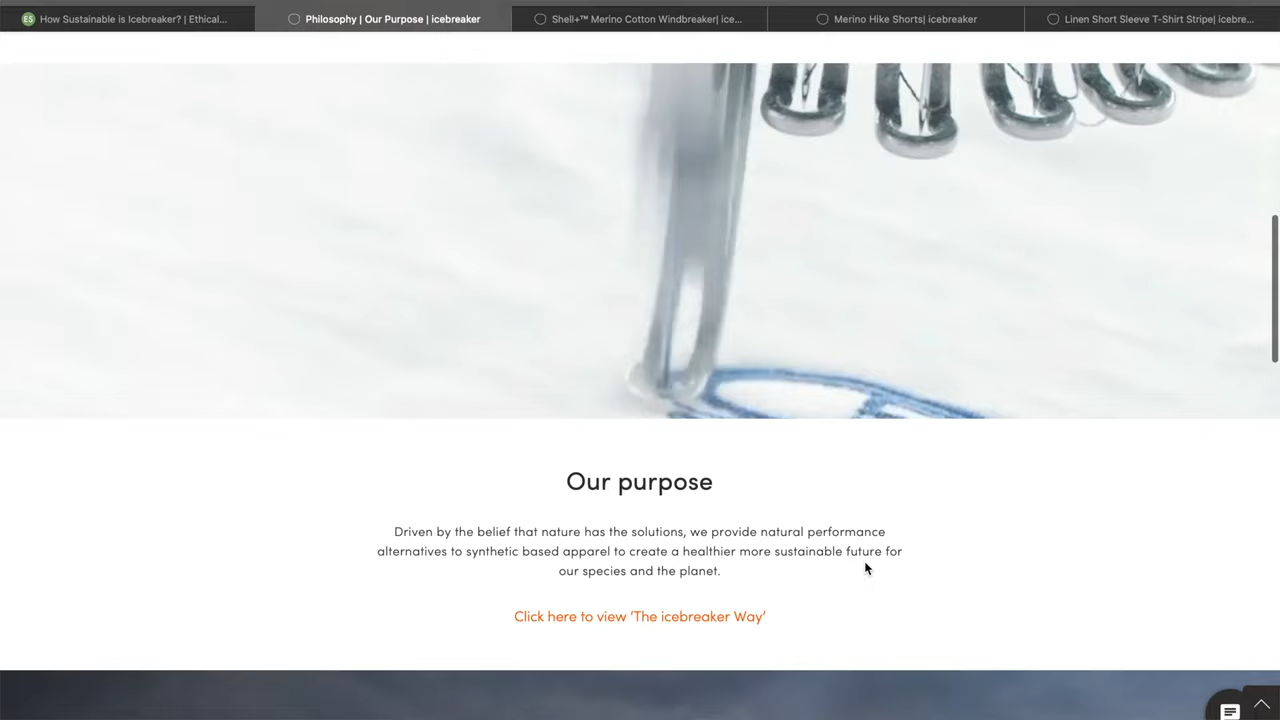 ES How Sustainable is Icebreaker? | Ethical...
Philosophy | Our Purpose | icebreaker
Shell+™ Merino Cotton Windbreaker| ice...
Merino Hike Shorts| icebreaker
Linen Short Sleeve T-Shirt Stripe| icebre...
Our purpose
Driven by the belief that nature has the solutions, we provide natural performance
alternatives to synthetic based apparel to create a healthier more sustainable future for
our species and the planet.
Click here to view ‘The icebreaker Way’